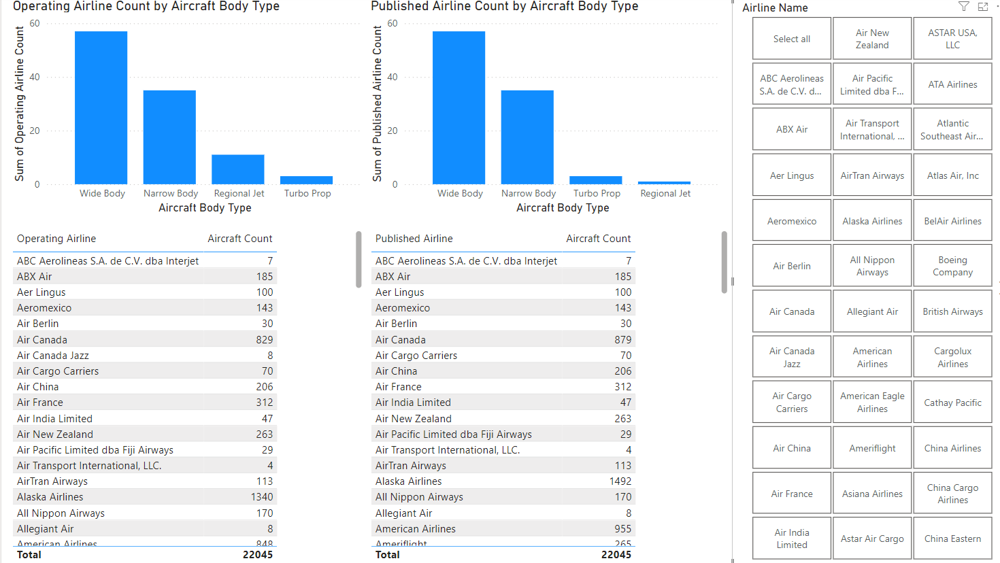 Operating Airline Count by Aircraft Body Type
Sum of Operating Airline Count
60
40
20
0
Wide Body Narrow Body Regional Jet Turbo Prop
Aircraft Body Type
Published Airline Count by Aircraft Body Type
Sum of Published Airline Count
60
40
20
0
Wide Body Narrow Body Turbo Prop Regional Jet
Aircraft Body Type
Operating Airline Aircraft Count
ABC Aerolineas S.A. de C.V. dba Interjet 7
ABX Air 185
Aer Lingus 100
Aeromexico 143
Air Berlin 30
Air Canada 829
Air Canada Jazz 8
Air Cargo Carriers 70
Air China 206
Air France 312
Air India Limited 47
Air New Zealand 263
Air Pacific Limited dba Fiji Airways 29
Air Transport International, LLC. 4
AirTran Airways 113
Alaska Airlines 1340
All Nippon Airways 170
Allegiant Air 8
American Airlines 848
Total 22045
Published Airline Aircraft Count
ABC Aerolineas S.A. de C.V. dba Interjet 7
ABX Air 185
Aer Lingus 100
Aeromexico 143
Air Berlin 30
Air Canada 879
Air Cargo Carriers 70
Air China 206
Air France 312
Air India Limited 47
Air New Zealand 263
Air Pacific Limited dba Fiji Airways 29
Air Transport International, LLC. 4
AirTran Airways 113
Alaska Airlines 1492
All Nippon Airways 170
Allegiant Air 8
American Airlines 955
Ameriflight 265
Total 22045
Airline Name
Select all
Air New
Zealand
ASTAR USA,
LLC
ABC Aerolineas
S.A. de C.V. d...
Air Pacific
Limited dba F...
ATA Airlines
ABX Air
Air Transport
International, ...
Atlantic
Southeast Air...
Aer Lingus
AirTran Airways
Atlas Air, Inc
Aeromexico
Alaska Airlines
BelAir Airlines
Air Berlin
All Nippon
Airways
Boeing
Company
Air Canada
Allegiant Air
British Airways
Air Canada
Jazz
American
Airlines
Cargolux
Airlines
Air Cargo
Carriers
American Eagle
Airlines
Cathay Pacific
Air China
Ameriflight
China Airlines
Air France
Asiana Airlines
China Cargo
Airlines
Air India
Limited
Astar Air Cargo
China Eastern